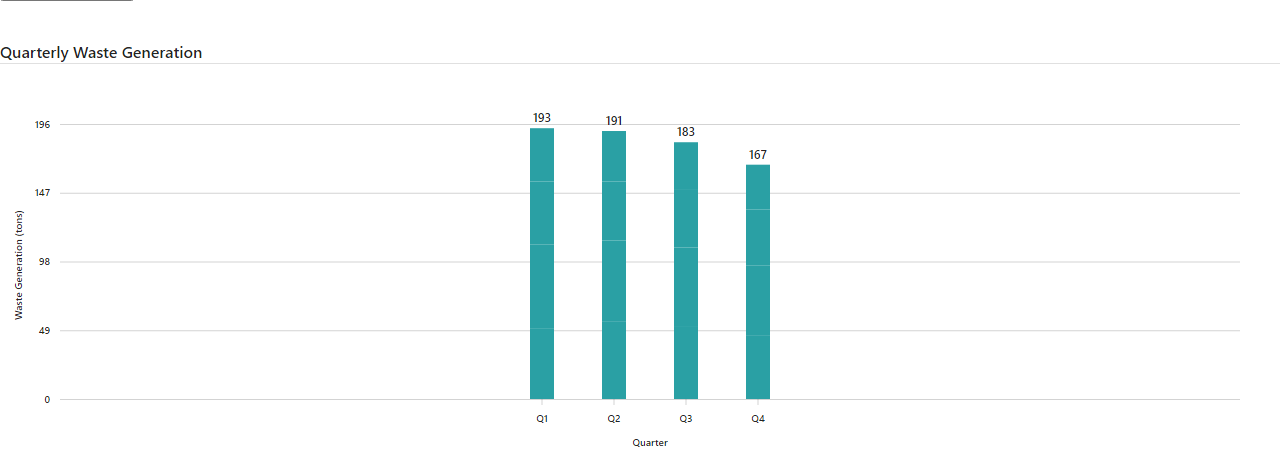 Quarterly Waste Generation
193
191
183
167
196
147
98
49
0
Waste Generation (tons)
Q1 Q2 Q3 Q4
Quarter